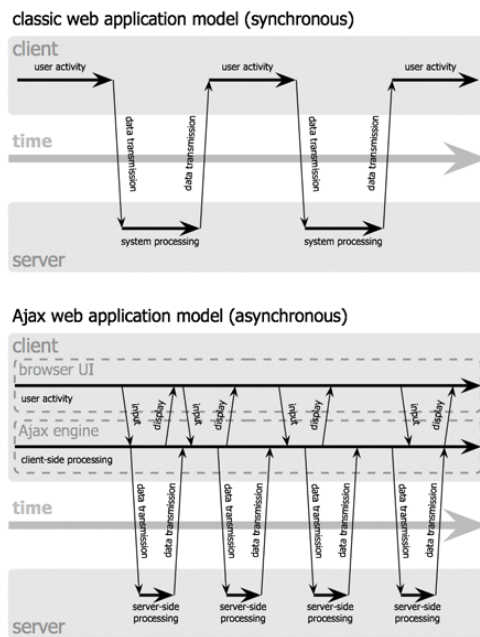 classic web application model (synchronous)
client
user activity
user activity
user activity
data transmission
data transmission
data transmission
data transmission
time
system processing
system processing
server
Ajax web application model (asynchronous)
client
browser UI
user activity
input
display
input
display
input
display
input
display
Ajax engine
client-side processing
data transmission
data transmission
data transmission
data transmission
data transmission
data transmission
data transmission
data transmission
time
server-side
processing
server-side
processing
server-side
processing
server-side
processing
server